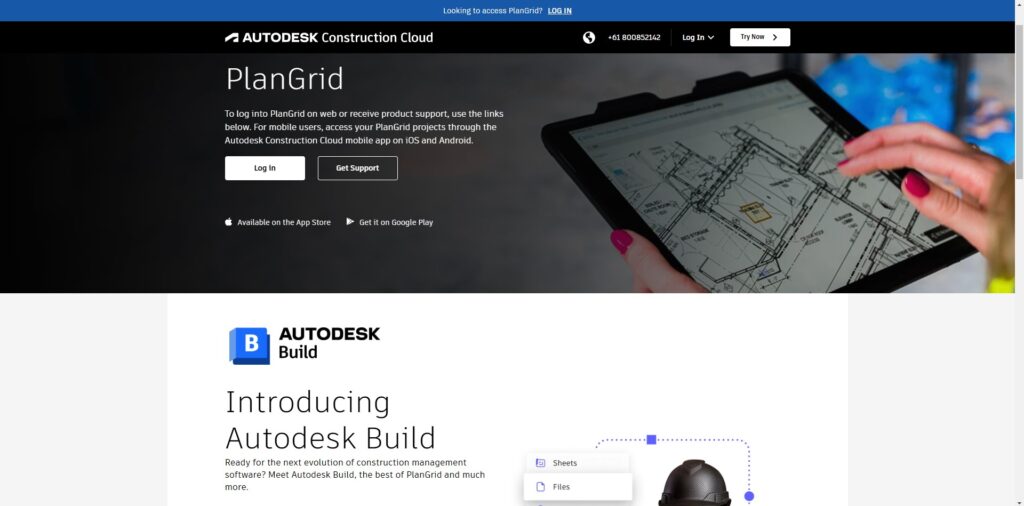 Looking to access PlanGrid? LOG IN
AUTODESK Construction Cloud
+61 800852142
Log In
Try Now
PlanGrid
To log into PlanGrid on web or receive product support, use the links
below. For mobile users, access your PlanGrid projects through the
Autodesk Construction Cloud mobile app on iOS and Android.
Log in
Get Support
Available on the App Store
Get it on Google Play
B
AUTODESK
Build
Introducing
Autodesk Build
Ready for the next evolution of construction management
software? Meet Autodesk Build, the best of PlanGrid and much
more.
Sheets
Files